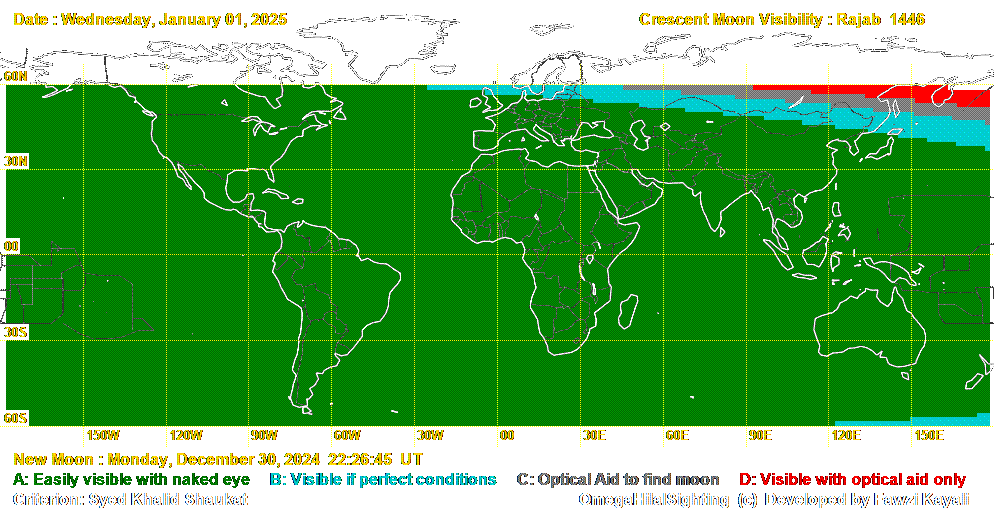 Date : Wednesday, January 01, 2025
Crescent Moon Visibility : Rajab 1446
60N
30N
00
30S
60S
150W 120W 90W 60W 30W 00 30E 60E 90E 120E 150E
New Moon : Monday, December 30, 2024 22:26:45 UT
A: Easily visible with naked eye B: Visible if perfect conditions C: Optical Aid to find moon D: Visible with optical aid only
Criterion: Syed Khalid Shaukat OmegaHilalSighting (c) Developed by Fawzi Kayali